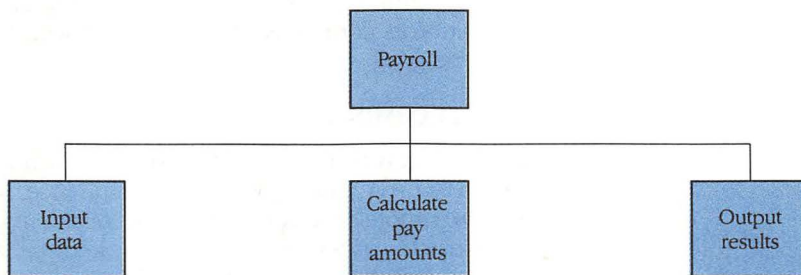 Payroll
Input
data
Calculate
pay
amounts
Output
results